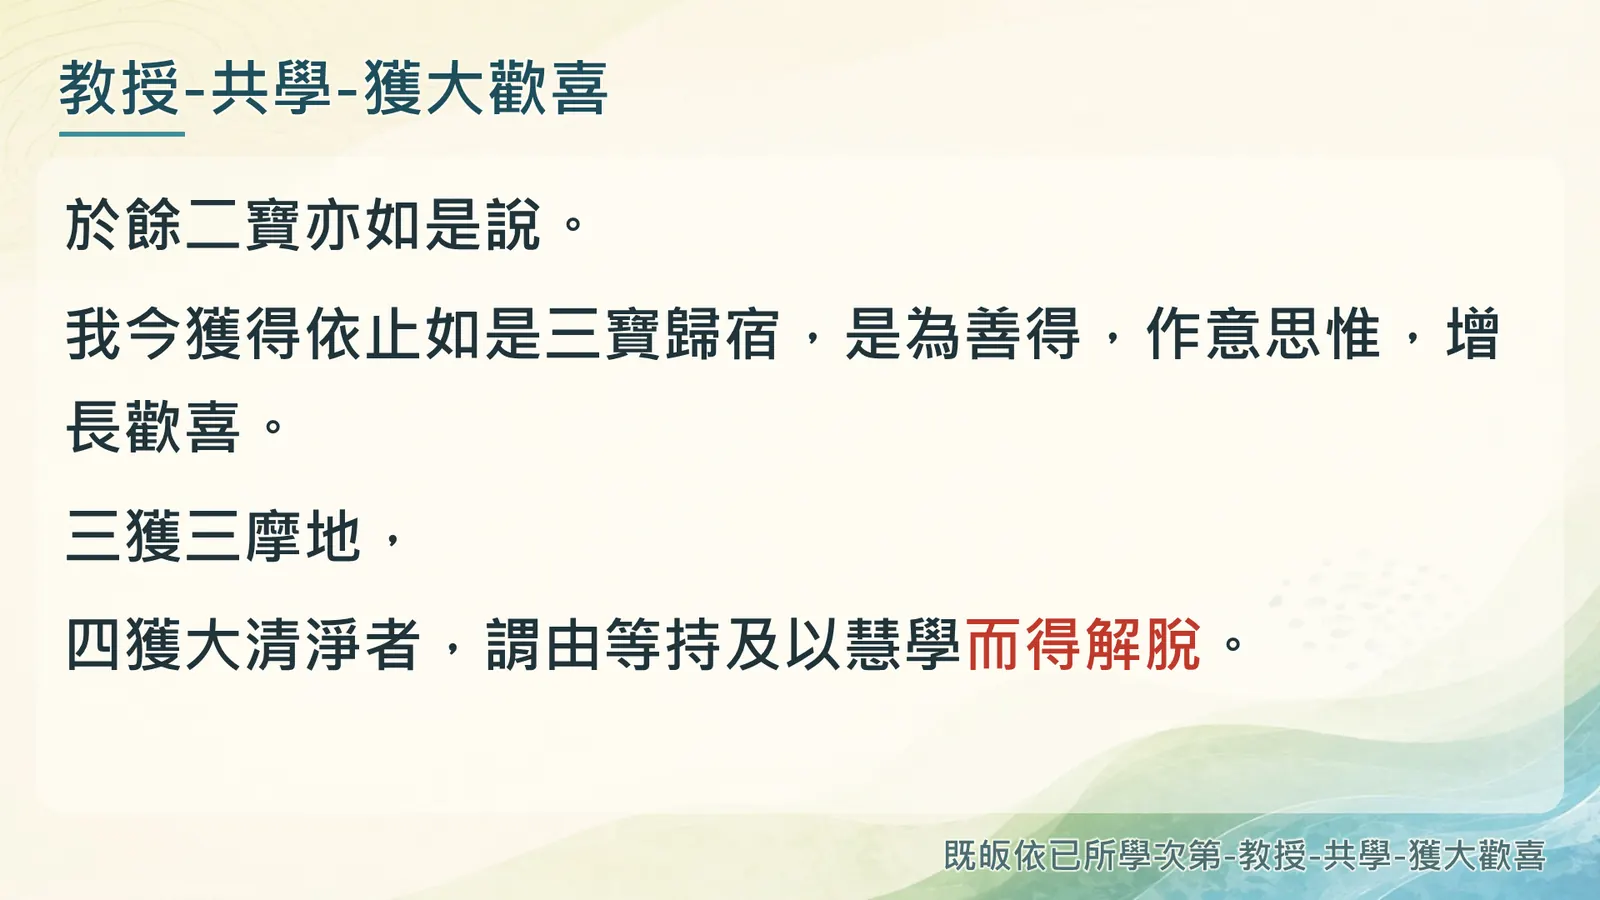 教授-共學-獲大歡喜
於餘二寶亦如是說。
我今獲得依止如是三寶歸宿，是為善得，作意思惟，增
長歡喜。
三獲三摩地，
四獲大清淨者，謂由等持及以慧學而得解脫。
既皈依已所學次第-教授-共學-獲大歡喜